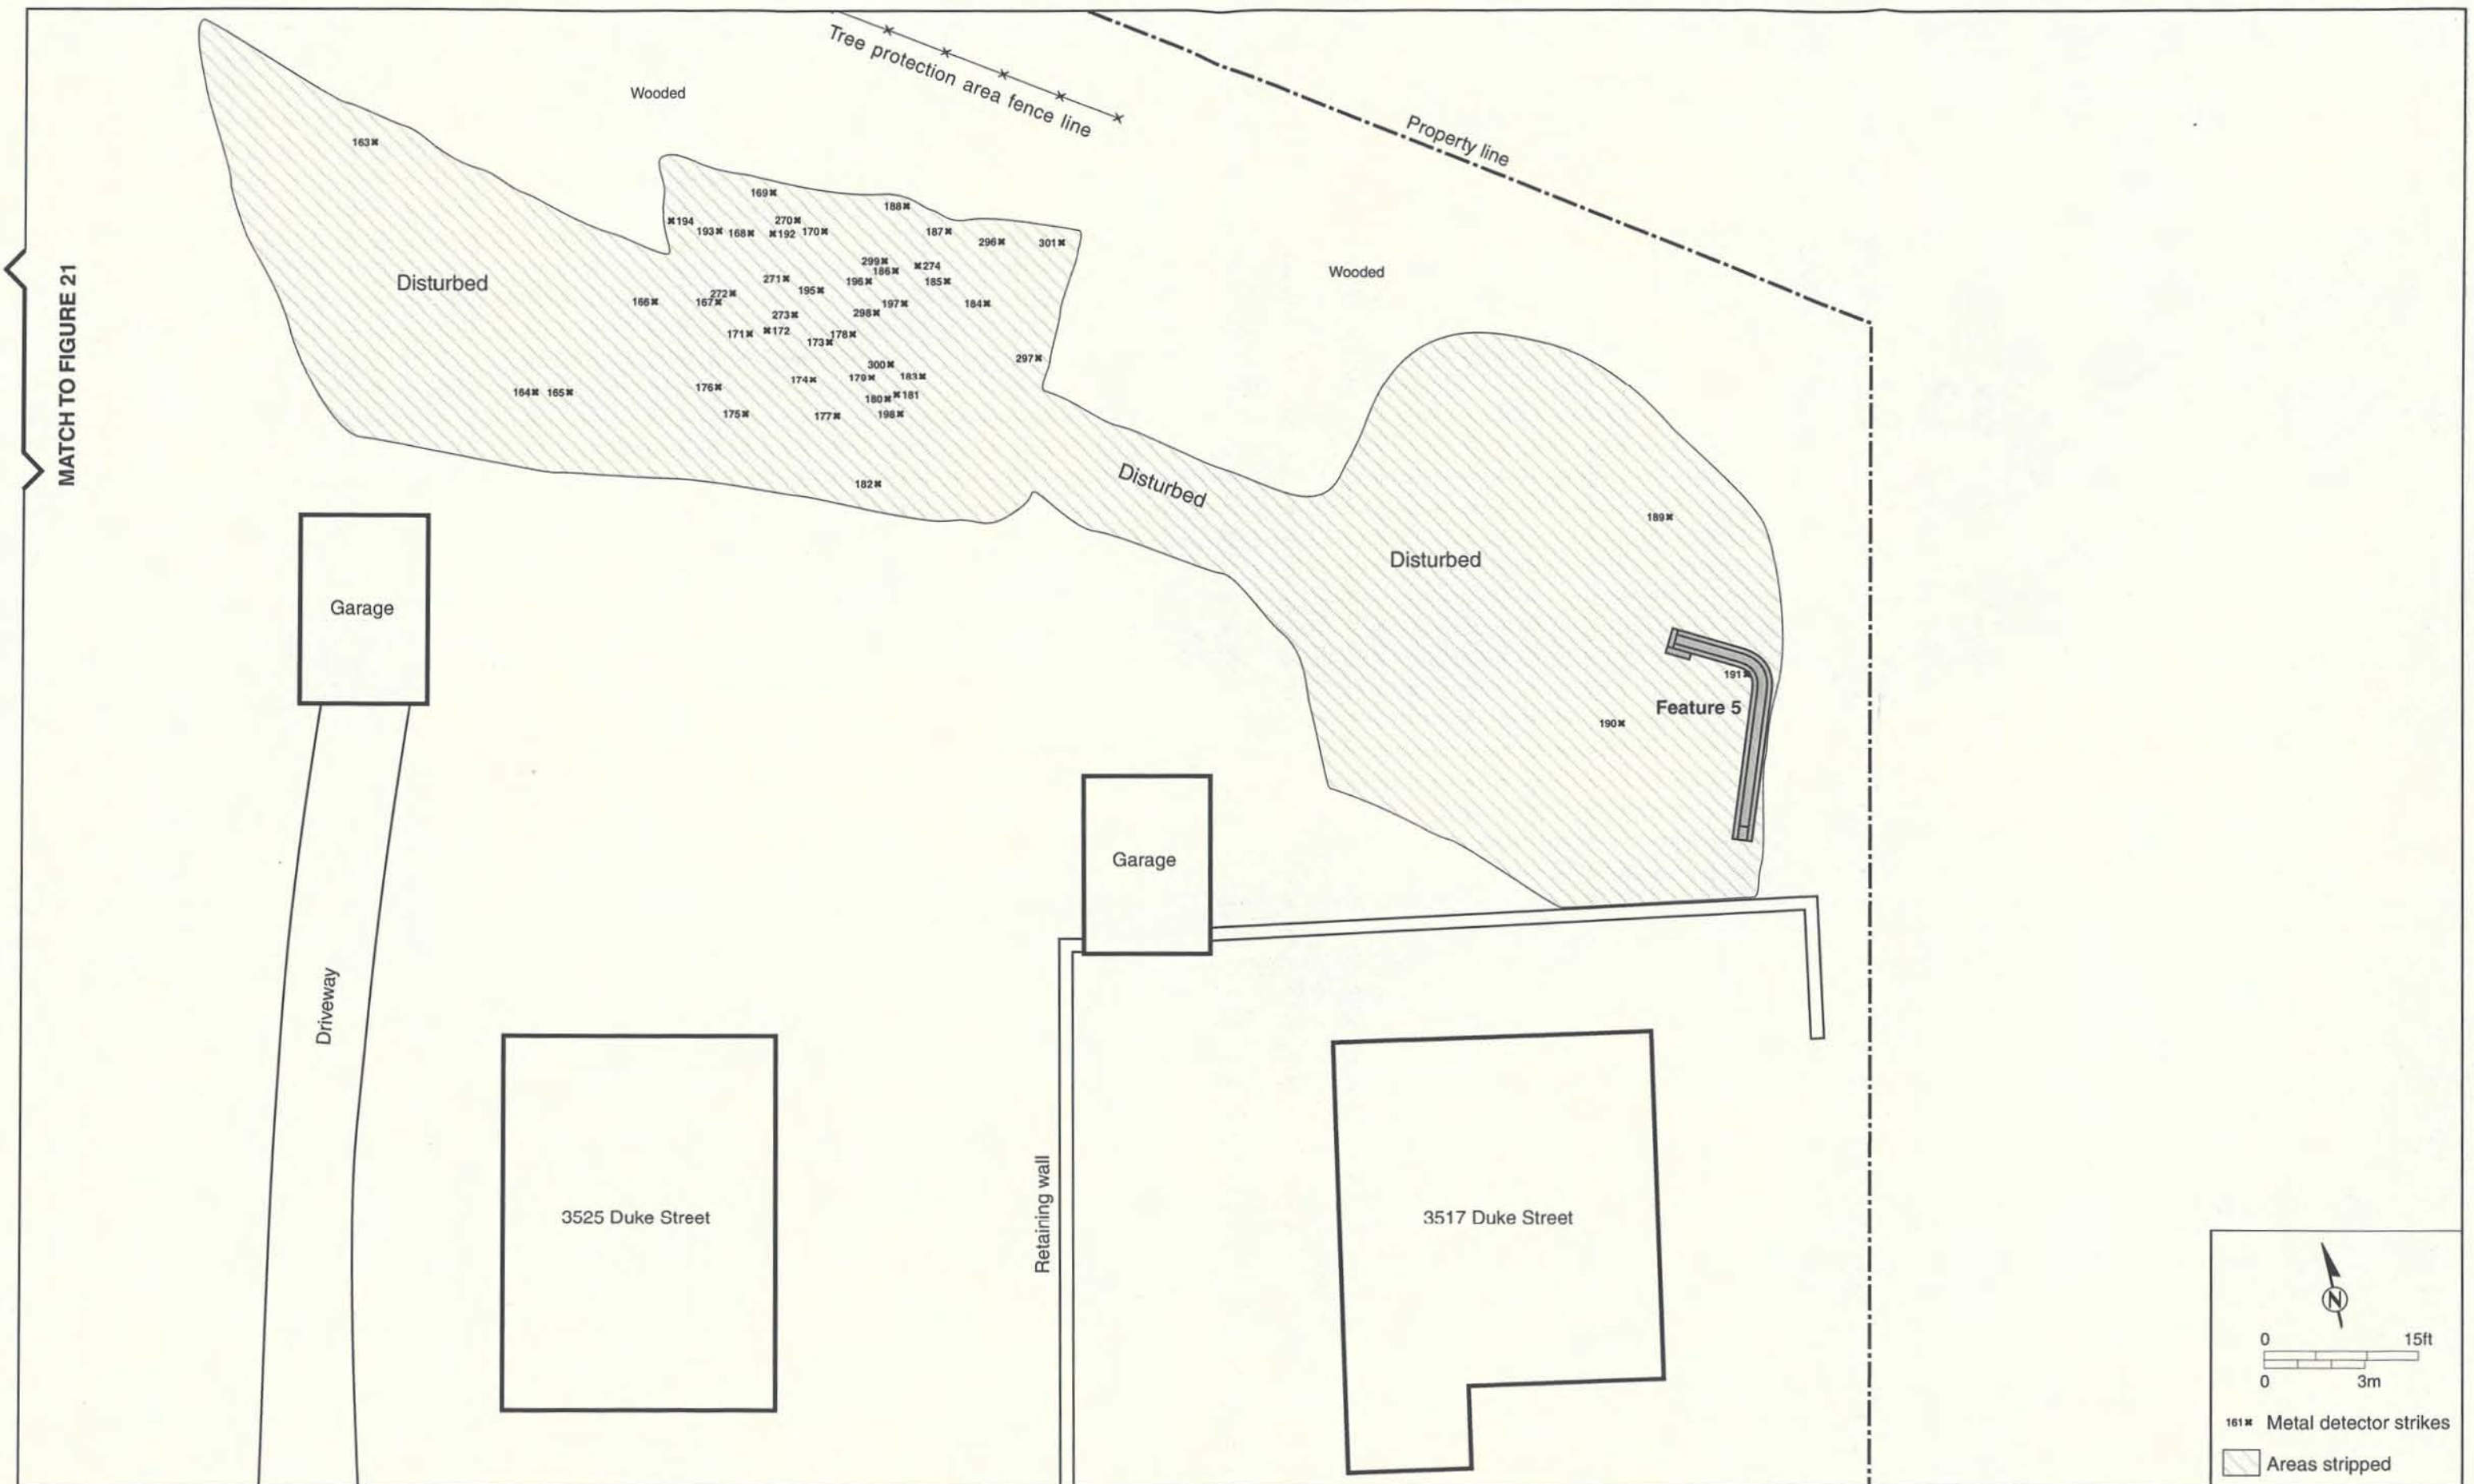 Tree protection area fence line
Wooded
Property line
163
169
188
194
270
193
168
192
170
187
296
301
Wooded
MATCH TO FIGURE 21
Disturbed
299
186
274
271
196
185
272
195
166
167
197
184
273
298
171
172
178
173
297
300
174
179
183
176
164
165
180
181
175
177
198
182
Disturbed
189
Disturbed
Garage
191
Feature 5
190
Garage
Driveway
Retaining wall
3525 Duke Street
3517 Duke Street
N
0 15ft
0 3m
161 Metal detector strikes
Areas stripped